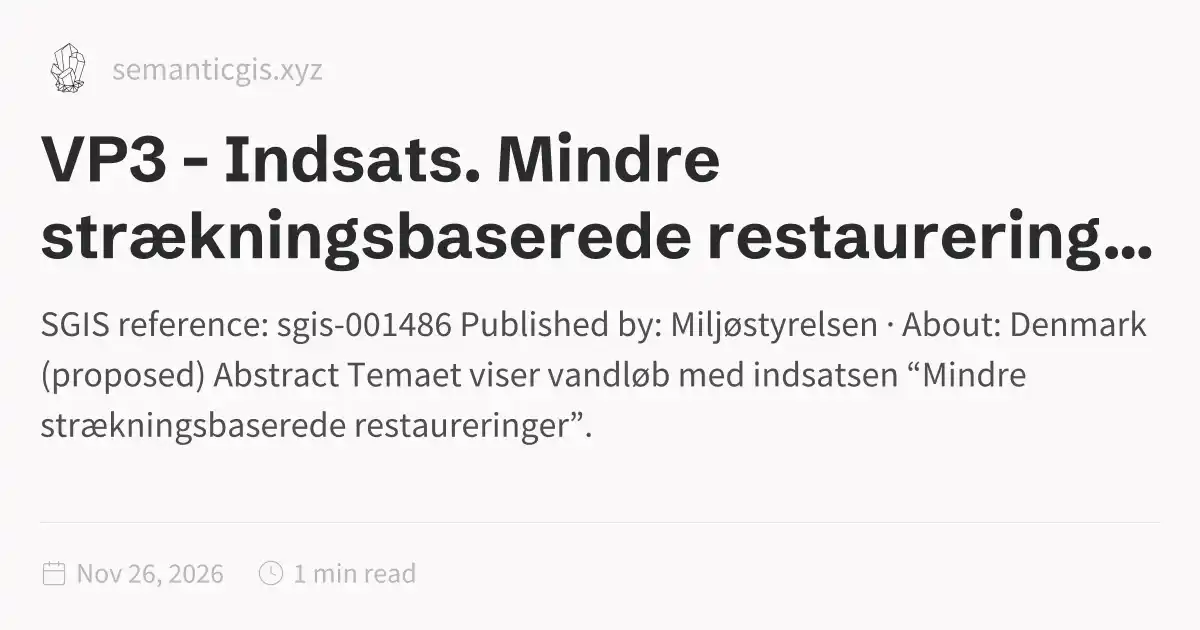 semanticgis.xyz
VP3 - Indsats. Mindre
strækningsbaserede restaurering...
SGIS reference: sgis-001486 Published by: Miljøstyrelsen · About: Denmark
(proposed) Abstract Temaet viser vandløb med indsatsen “Mindre
strækningsbaserede restaureringer”.
Nov 26, 2026 1 min read